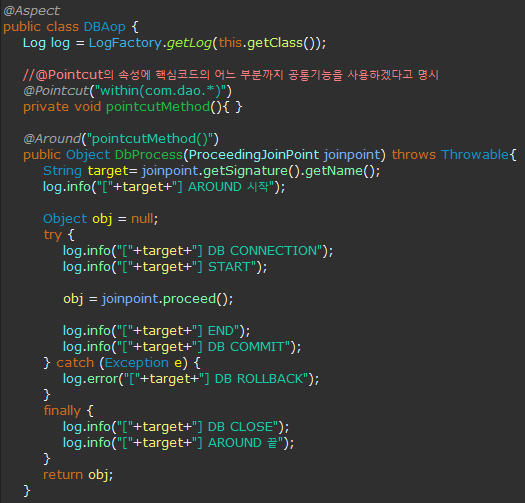 @Aspect
public class DBAop {
Log log = LogFactory.getLog(this.getClass());
//@Pointcut의 속성에 핵심코드의 어느 부분까지 공통기능을 사용하겠다고 명시
@Pointcut("within(com.dao.*)")
private void pointcutMethod(){ }
@Around("pointcutMethod()")
public Object DbProcess(ProceedingJoinPoint joinpoint) throws Throwable{
String target= joinpoint.getSignature().getName();
log.info("["+target+"] AROUND 시작");
Object obj = null;
try {
log.info("["+target+"] DB CONNECTION");
log.info("["+target+"] START");
obj = joinpoint.proceed();
log.info("["+target+"] END");
log.info("["+target+"] DB COMMIT");
} catch (Exception e) {
log.error("["+target+"] DB ROLLBACK");
}
finally {
log.info("["+target+"] DB CLOSE");
log.info("["+target+"] AROUND 끝");
}
return obj;
}